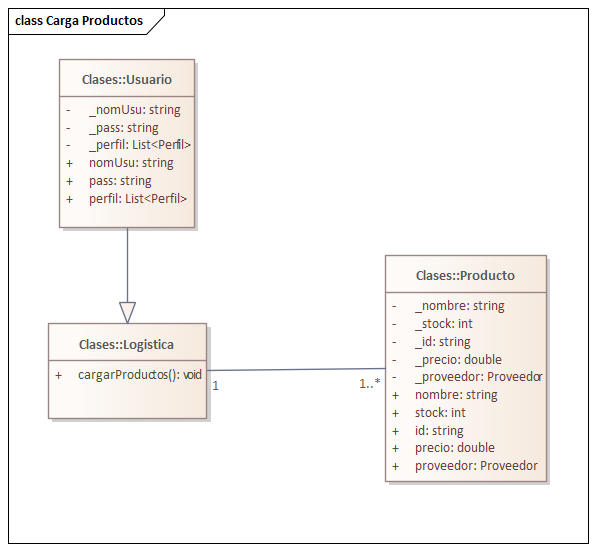 class Carga Productos
Clases::Usuario
- _nomUsu: string
- _pass: string
- _perfil: List<Perfil>
+ nomUsu: string
+ pass: string
+ perfil: List<Perfil>
Clases::Logistica
+ cargarProductos(): void
1
1..*
Clases::Producto
- _nombre: string
- _stock: int
- _id: string
- _precio: double
- _proveedor: Proveedor
+ nombre: string
+ stock: int
+ id: string
+ precio: double
+ proveedor: Proveedor